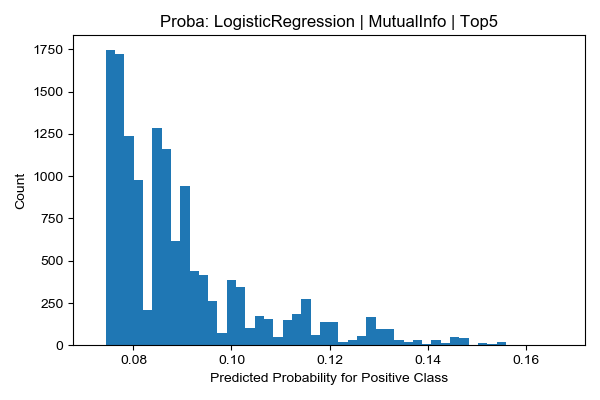 Proba: LogisticRegression | MutualInfo | Top5
1750
1500
1250
1000
750
500
250
0
Count
0.08 0.10 0.12 0.14 0.16
Predicted Probability for Positive Class